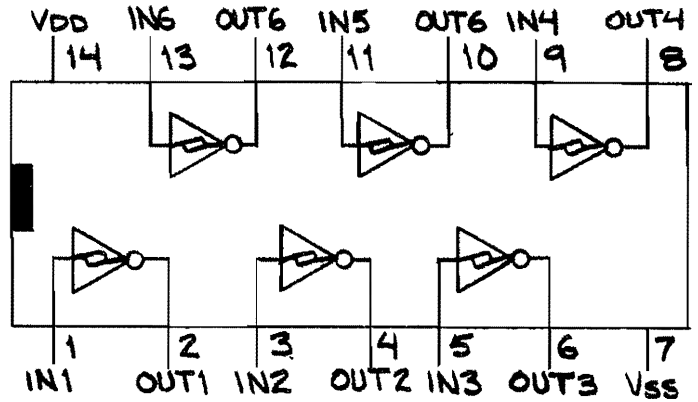 VDD IN6 OUT6 IN5 OUT6 IN4 OUT4
14 13 12 11 10 9 8
1 2 3 4 5 6 7
IN1 OUT1 IN2 OUT2 IN3 OUT3 VSS